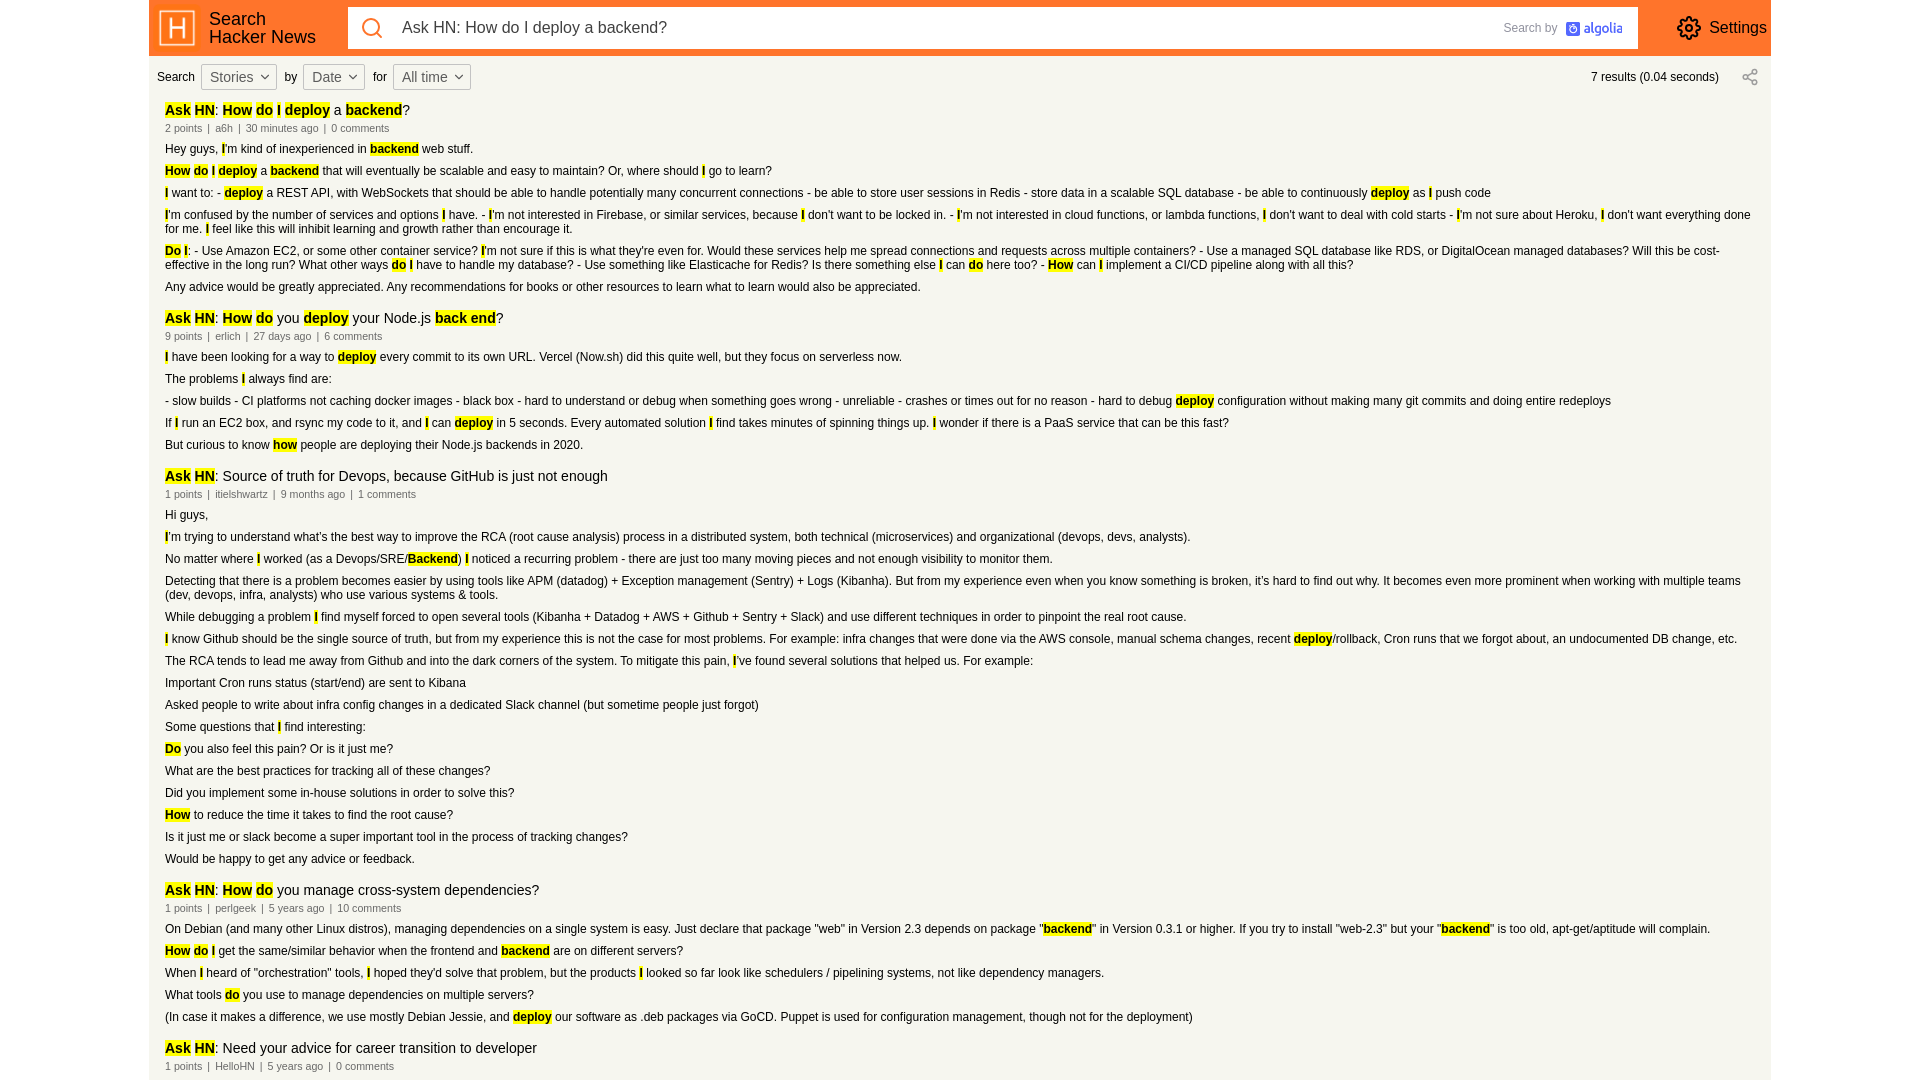 Search
Hacker News
Ask HN: How do I deploy a backend?
Search by algolia
Settings
Search Stories by Date for All time
7 results (0.04 seconds)
Ask HN: How do I deploy a backend?
2 points | a6h | 30 minutes ago | 0 comments
Hey guys, I'm kind of inexperienced in backend web stuff.
How do I deploy a backend that will eventually be scalable and easy to maintain? Or, where should I go to learn?
I want to: - deploy a REST API, with WebSockets that should be able to handle potentially many concurrent connections - be able to store user sessions in Redis - store data in a scalable SQL database - be able to continuously deploy as I push code
I'm confused by the number of services and options I have. - I'm not interested in Firebase, or similar services, because I don't want to be locked in. - I'm not interested in cloud functions, or lambda functions, I don't want to deal with cold starts - I'm not sure about Heroku, I don't want everything done
for me. I feel like this will inhibit learning and growth rather than encourage it.
Do I: - Use Amazon EC2, or some other container service? I'm not sure if this is what they're even for. Would these services help me spread connections and requests across multiple containers? - Use a managed SQL database like RDS, or DigitalOcean managed databases? Will this be cost-
effective in the long run? What other ways do I have to handle my database? - Use something like Elasticache for Redis? Is there something else I can do here too? - How can I implement a CI/CD pipeline along with all this?
Any advice would be greatly appreciated. Any recommendations for books or other resources to learn what to learn would also be appreciated.
Ask HN: How do you deploy your Node.js back end?
9 points | erlich | 27 days ago | 6 comments
I have been looking for a way to deploy every commit to its own URL. Vercel (Now.sh) did this quite well, but they focus on serverless now.
The problems I always find are:
- slow builds - CI platforms not caching docker images - black box - hard to understand or debug when something goes wrong - unreliable - crashes or times out for no reason - hard to debug deploy configuration without making many git commits and doing entire redeploys
If I run an EC2 box, and rsync my code to it, and I can deploy in 5 seconds. Every automated solution I find takes minutes of spinning things up. I wonder if there is a PaaS service that can be this fast?
But curious to know how people are deploying their Node.js backends in 2020.
Ask HN: Source of truth for Devops, because GitHub is just not enough
1 points | itielshwartz | 9 months ago | 1 comments
Hi guys,
I’m trying to understand what’s the best way to improve the RCA (root cause analysis) process in a distributed system, both technical (microservices) and organizational (devops, devs, analysts).
No matter where I worked (as a Devops/SRE/Backend) I noticed a recurring problem - there are just too many moving pieces and not enough visibility to monitor them.
Detecting that there is a problem becomes easier by using tools like APM (datadog) + Exception management (Sentry) + Logs (Kibanha). But from my experience even when you know something is broken, it’s hard to find out why. It becomes even more prominent when working with multiple teams
(dev, devops, infra, analysts) who use various systems & tools.
While debugging a problem I find myself forced to open several tools (Kibanha + Datadog + AWS + Github + Sentry + Slack) and use different techniques in order to pinpoint the real root cause.
I know Github should be the single source of truth, but from my experience this is not the case for most problems. For example: infra changes that were done via the AWS console, manual schema changes, recent deploy/rollback, Cron runs that we forgot about, an undocumented DB change, etc.
The RCA tends to lead me away from Github and into the dark corners of the system. To mitigate this pain, I’ve found several solutions that helped us. For example:
Important Cron runs status (start/end) are sent to Kibana
Asked people to write about infra config changes in a dedicated Slack channel (but sometime people just forgot)
Some questions that I find interesting:
Do you also feel this pain? Or is it just me?
What are the best practices for tracking all of these changes?
Did you implement some in-house solutions in order to solve this?
How to reduce the time it takes to find the root cause?
Is it just me or slack become a super important tool in the process of tracking changes?
Would be happy to get any advice or feedback.
Ask HN: How do you manage cross-system dependencies?
1 points | perlgeek | 5 years ago | 10 comments
On Debian (and many other Linux distros), managing dependencies on a single system is easy. Just declare that package "web" in Version 2.3 depends on package "backend" in Version 0.3.1 or higher. If you try to install "web-2.3" but your "backend" is too old, apt-get/aptitude will complain.
How do I get the same/similar behavior when the frontend and backend are on different servers?
When I heard of "orchestration" tools, I hoped they'd solve that problem, but the products I looked so far look like schedulers / pipelining systems, not like dependency managers.
What tools do you use to manage dependencies on multiple servers?
(In case it makes a difference, we use mostly Debian Jessie, and deploy our software as .deb packages via GoCD. Puppet is used for configuration management, though not for the deployment)
Ask HN: Need your advice for career transition to developer
1 points | HelloHN | 5 years ago | 0 comments